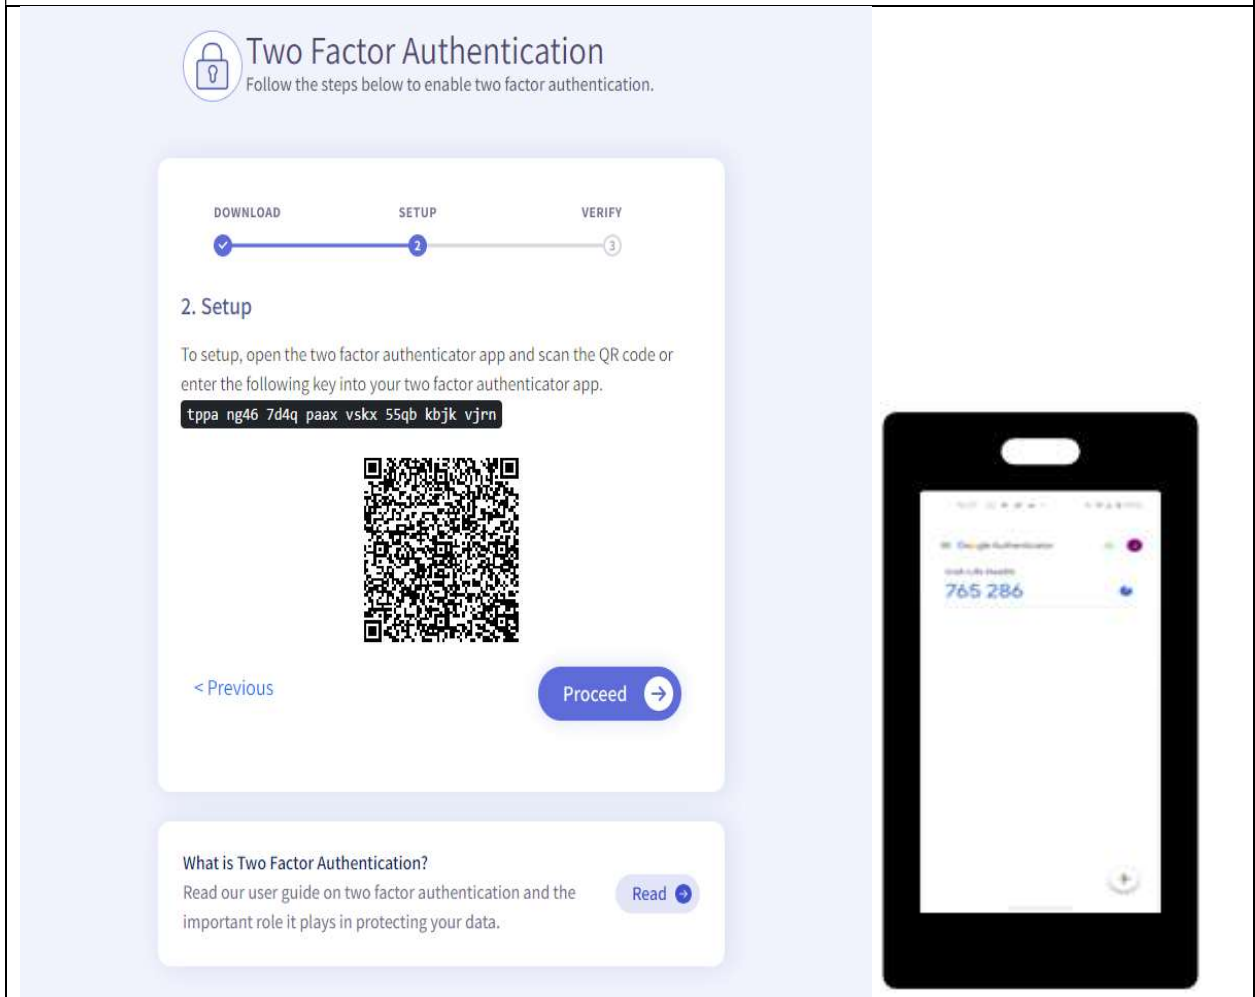 Two Factor Authentication
Follow the steps below to enable two factor authentication.
DOWNLOAD SETUP VERIFY
2 3
2. Setup
To setup, open the two factor authenticator app and scan the QR code or
enter the following key into your two factor authenticator app.
tppa ng46 7d4q paax vskx 55qb kbjk vjrn
< Previous
Proceed
What is Two Factor Authentication?
Read our user guide on two factor authentication and the
important role it plays in protecting your data.
Read
Google Authenticator
765 286